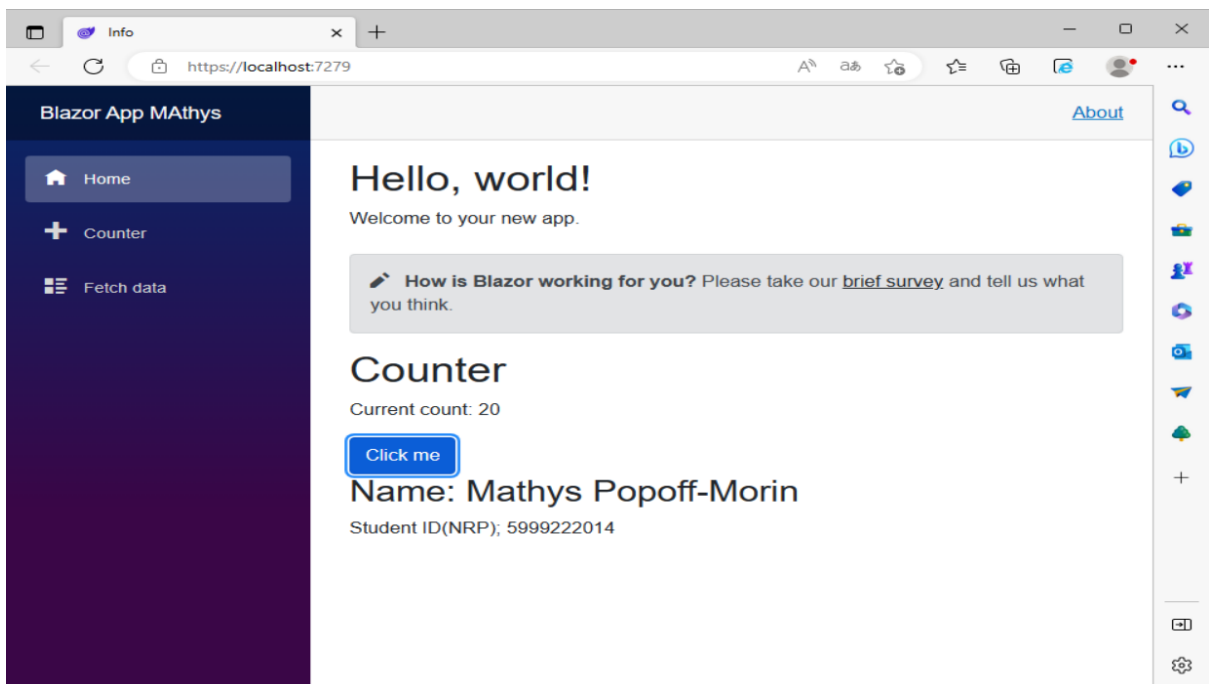 Info
https://localhost:7279
Blazor App MAthys
About
Home
Counter
Fetch data
Hello, world!
Welcome to your new app.
How is Blazor working for you? Please take our brief survey and tell us what
you think.
Counter
Current count: 20
Click me
Name: Mathys Popoff-Morin
Student ID(NRP); 5999222014